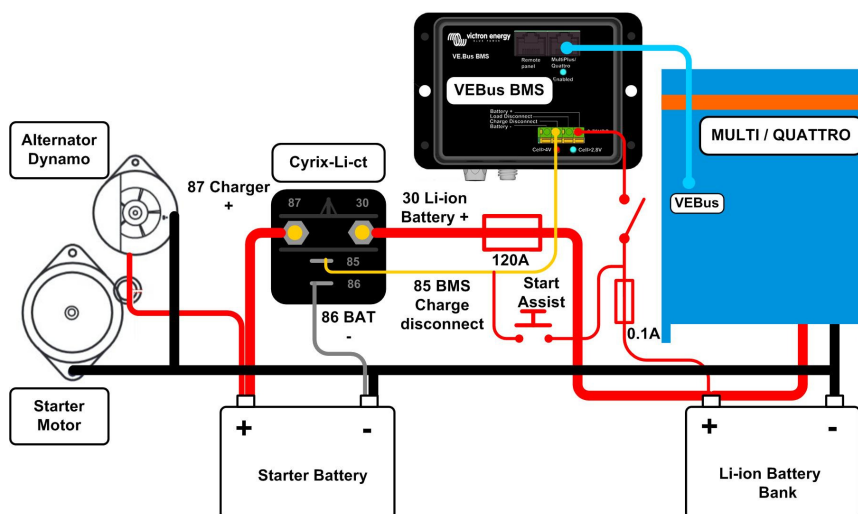 victron energy
BLUE POWER
VE.Bus BMS
Remote
panel
MultiPlus/
Quattro
Enabled
VEBus BMS
Battery +
Load Disconnect
Charge Disconnect
Battery -
Cell>4V
Cell>2.8V
MULTI / QUATTRO
VEBus
Alternator
Dynamo
Cyrix-Li-ct
87 Charger
+
87
30
85
86
30 Li-ion
Battery +
120A
85 BMS
Charge
disconnect
Start
Assist
0.1A
86 BAT
-
Starter
Motor
+
-
Starter Battery
+
-
Li-ion Battery
Bank